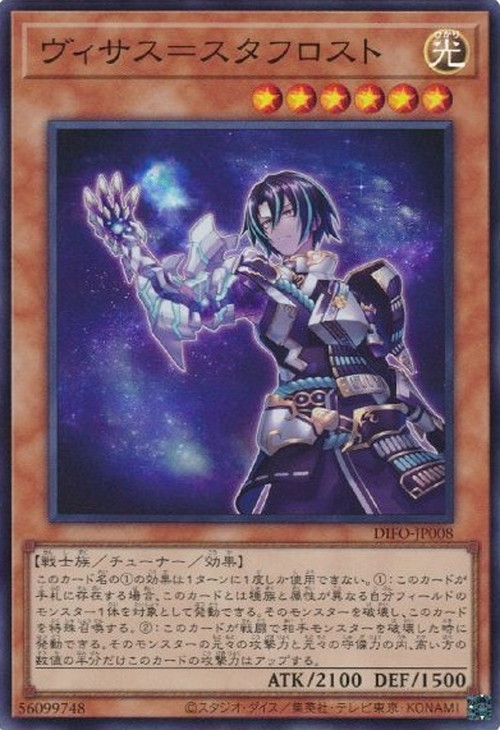 ヴィサス＝スタフロスト
光
DIFO-JP008
【戦士族／チューナー／効果】
このカード名の①の効果は1ターンに1度しか使用できない。①：このカードが
手札に存在する場合、このカードとは種族と属性が異なる自分フィールドの
モンスター1体を対象として発動できる。そのモンスターを破壊し、このカード
を特殊召喚する。②：このカードが戦闘で相手モンスターを破壊した時に
発動できる。そのモンスターの元々の攻撃力と元々の守備力の内、高い方の
数値の半分だけこのカードの攻撃力はアップする。
ATK/2100 DEF/1500
56099748
©スタジオ・ダイス／集英社・テレビ東京・KONAMI